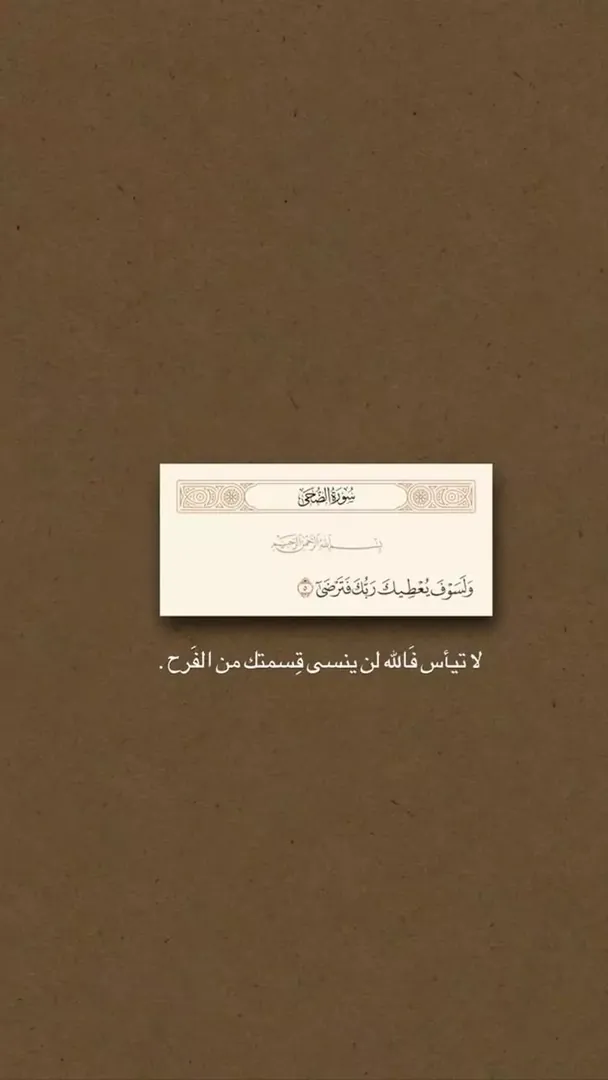 سُورَةُ الضُّحَىٰ
بِسْمِ اللَّهِ الرَّحْمَٰنِ الرَّحِيمِ
وَلَسَوْفَ يُعْطِيكَ رَبُّكَ فَتَرْضَىٰٓ ٥
لا تيأس فَالله لن ينسى قِسمتك من الفَرح .